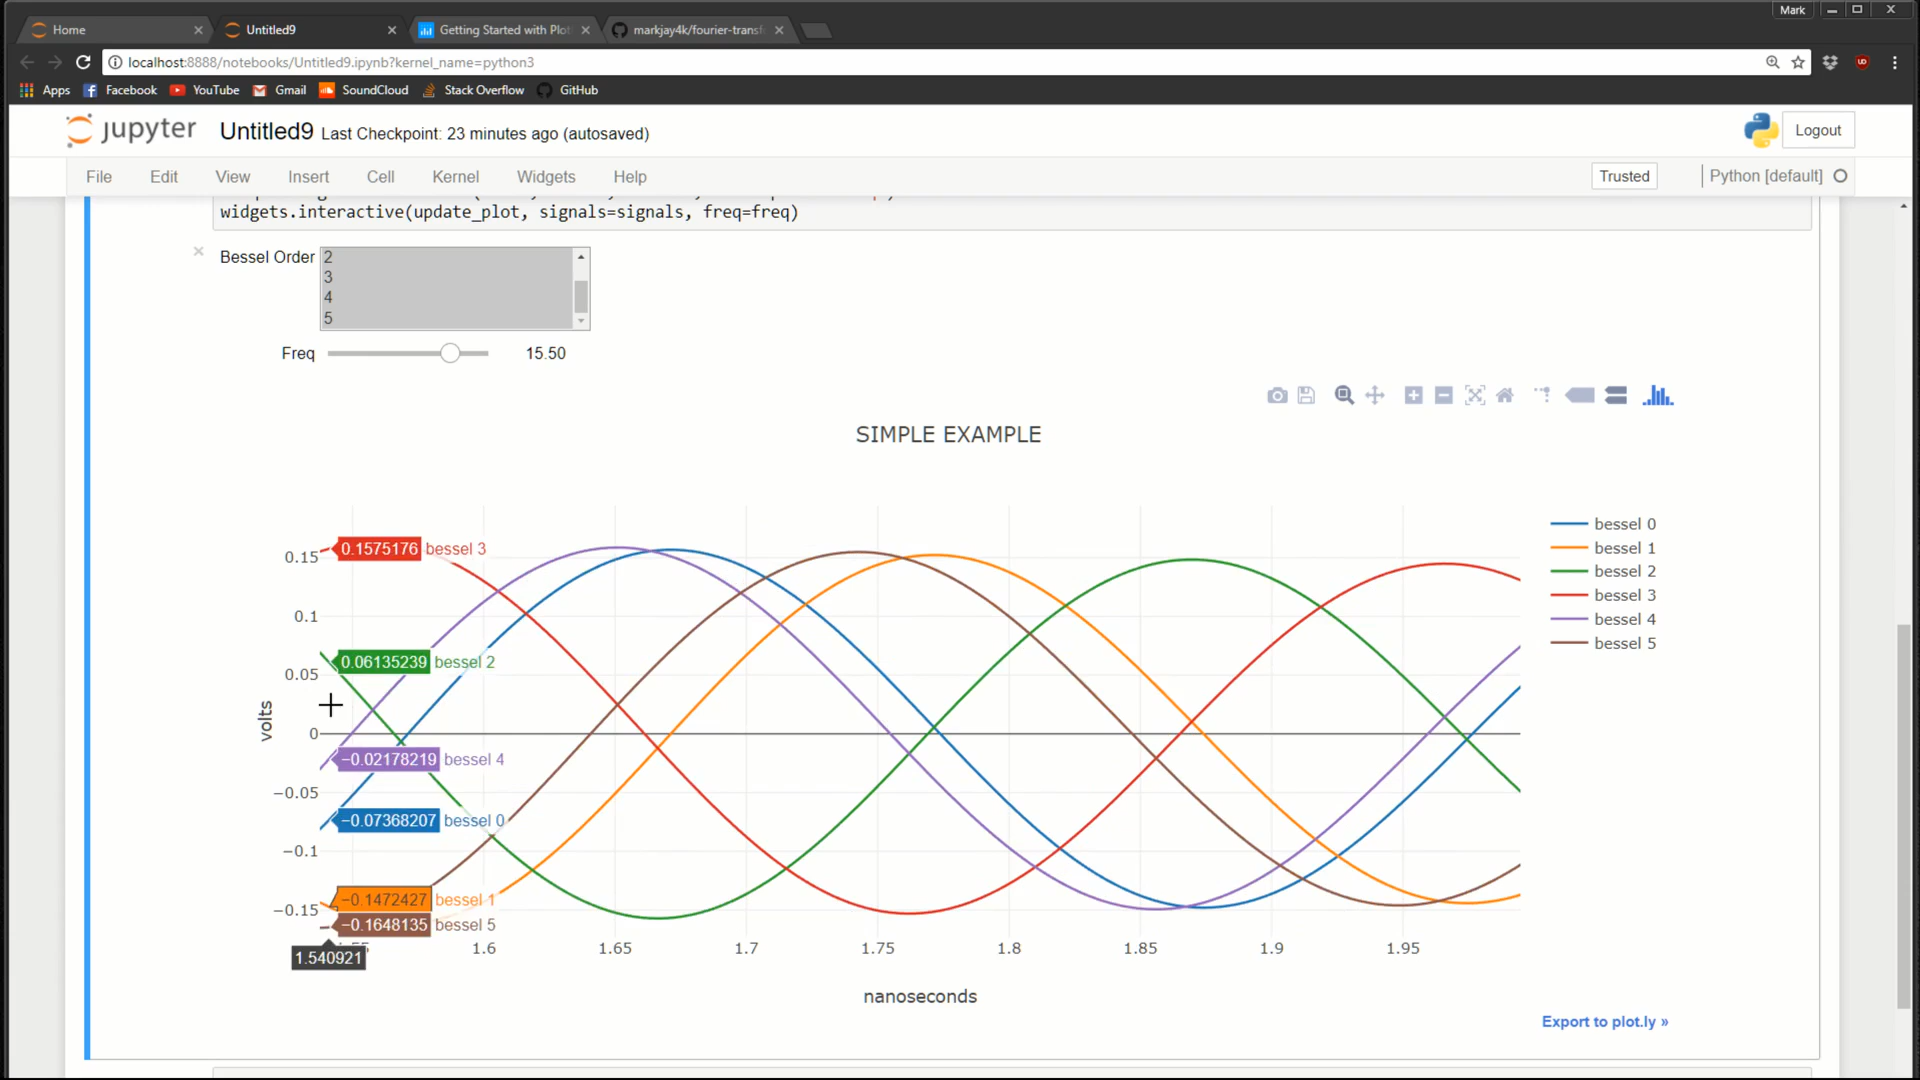 Mark
Home
Untitled9
Getting Started with Plot
markjay4k/fourier-transf
localhost:8888/notebooks/Untitled9.ipynb?kernel_name=python3
Apps
Facebook
YouTube
Gmail
SoundCloud
Stack Overflow
GitHub
jupyter
Untitled9 Last Checkpoint: 23 minutes ago (autosaved)
Logout
File
Edit
View
Insert
Cell
Kernel
Widgets
Help
Trusted
Python [default]
widgets.interactive(update_plot, signals=signals, freq=freq)
Bessel Order
2
3
4
5
Freq
15.50
SIMPLE EXAMPLE
bessel 0
bessel 1
bessel 2
bessel 3
bessel 4
bessel 5
volts
0.15
0.1
0.05
0
−0.05
−0.1
−0.15
0.1575176 bessel 3
0.06135239 bessel 2
−0.02178219 bessel 4
−0.07368207 bessel 0
−0.1472427 bessel 1
−0.1648135 bessel 5
1.540921
1.6
1.65
1.7
1.75
1.8
1.85
1.9
1.95
nanoseconds
Export to plot.ly »